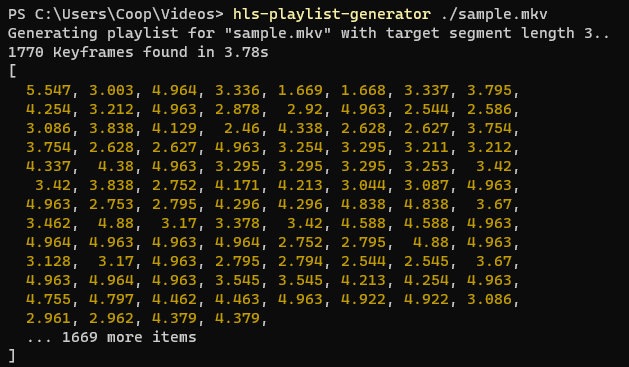 PS C:\Users\Coop\Videos> hls-playlist-generator ./sample.mkv
Generating playlist for "sample.mkv" with target segment length 3..
1770 Keyframes found in 3.78s
[
  5.547, 3.003, 4.964, 3.336, 1.669, 1.668, 3.337, 3.795,
  4.254, 3.212, 4.963, 2.878,  2.92, 4.963, 2.544, 2.586,
  3.086, 3.838, 4.129,  2.46, 4.338, 2.628, 2.627, 3.754,
  3.754, 2.628, 2.627, 4.963, 3.254, 3.295, 3.211, 3.212,
  4.337,  4.38, 4.963, 3.295, 3.295, 3.295, 3.253,  3.42,
   3.42, 3.838, 2.752, 4.171, 4.213, 3.044, 3.087, 4.963,
  4.963, 2.753, 2.795, 4.296, 4.296, 4.838, 4.838,  3.67,
  3.462,  4.88,  3.17, 3.378,  3.42, 4.588, 4.588, 4.963,
  4.964, 4.963, 4.963, 4.964, 2.752, 2.795,  4.88, 4.963,
  3.128,  3.17, 4.963, 2.795, 2.794, 2.544, 2.545,  3.67,
  4.963, 4.964, 4.963, 3.545, 3.545, 4.213, 4.254, 4.963,
  4.755, 4.797, 4.462, 4.463, 4.963, 4.922, 4.922, 3.086,
  2.961, 2.962, 4.379, 4.379,
  ... 1669 more items
]